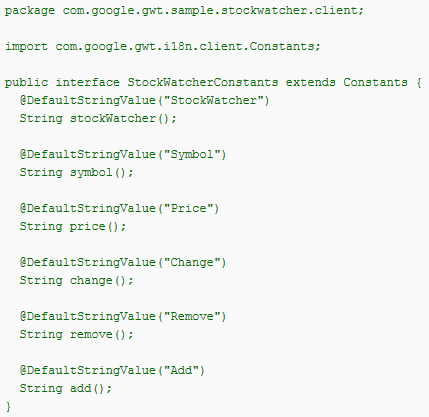 package com.google.gwt.sample.stockwatcher.client;

import com.google.gwt.i18n.client.Constants;

public interface StockWatcherConstants extends Constants {
  @DefaultStringValue("StockWatcher")
  String stockWatcher();

  @DefaultStringValue("Symbol")
  String symbol();

  @DefaultStringValue("Price")
  String price();

  @DefaultStringValue("Change")
  String change();

  @DefaultStringValue("Remove")
  String remove();

  @DefaultStringValue("Add")
  String add();
}